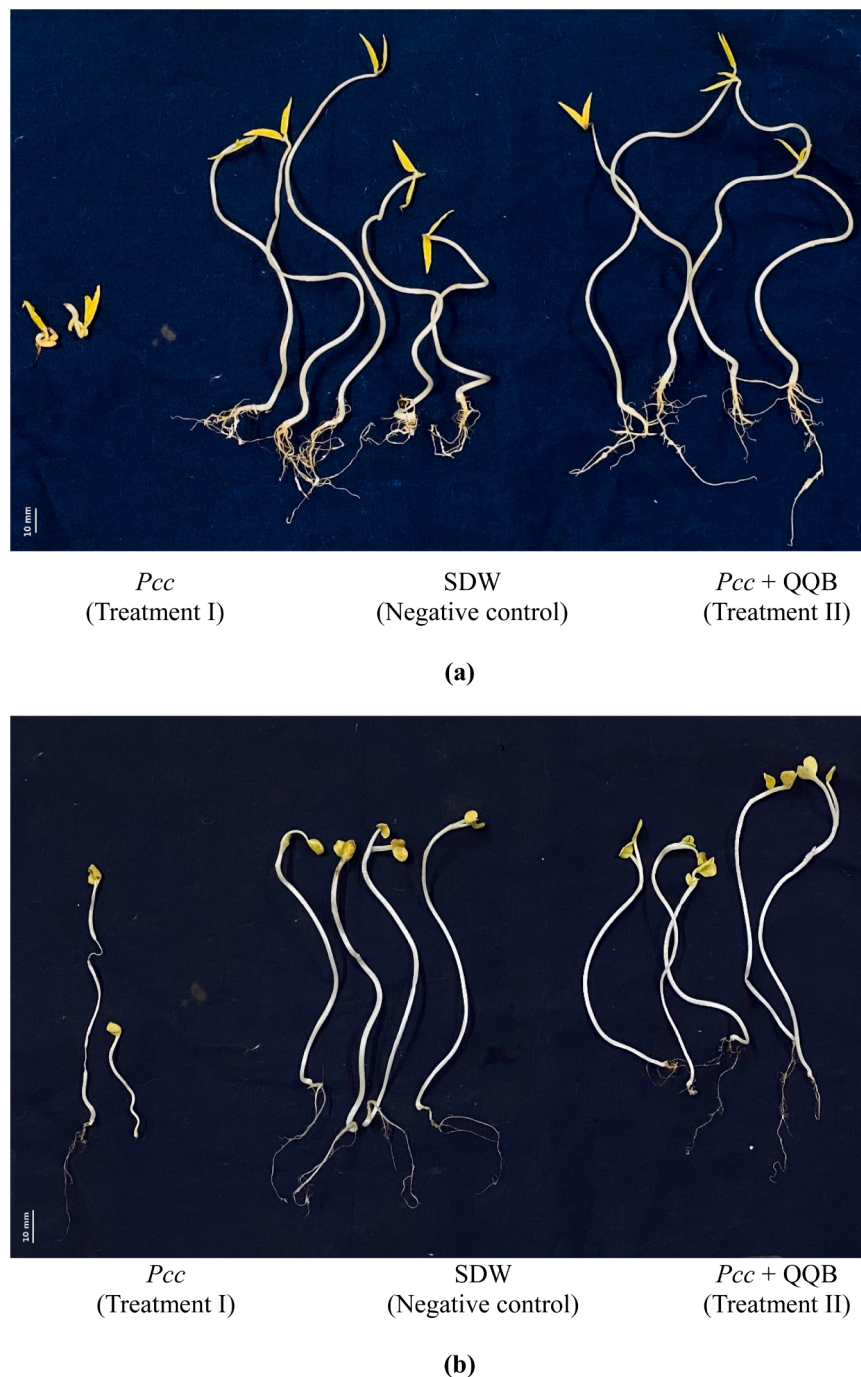 10 mm
Pcc
(Treatment I)
SDW
(Negative control)
Pcc + QQB
(Treatment II)
(a)
10 mm
Pcc
(Treatment I)
SDW
(Negative control)
Pcc + QQB
(Treatment II)
(b)